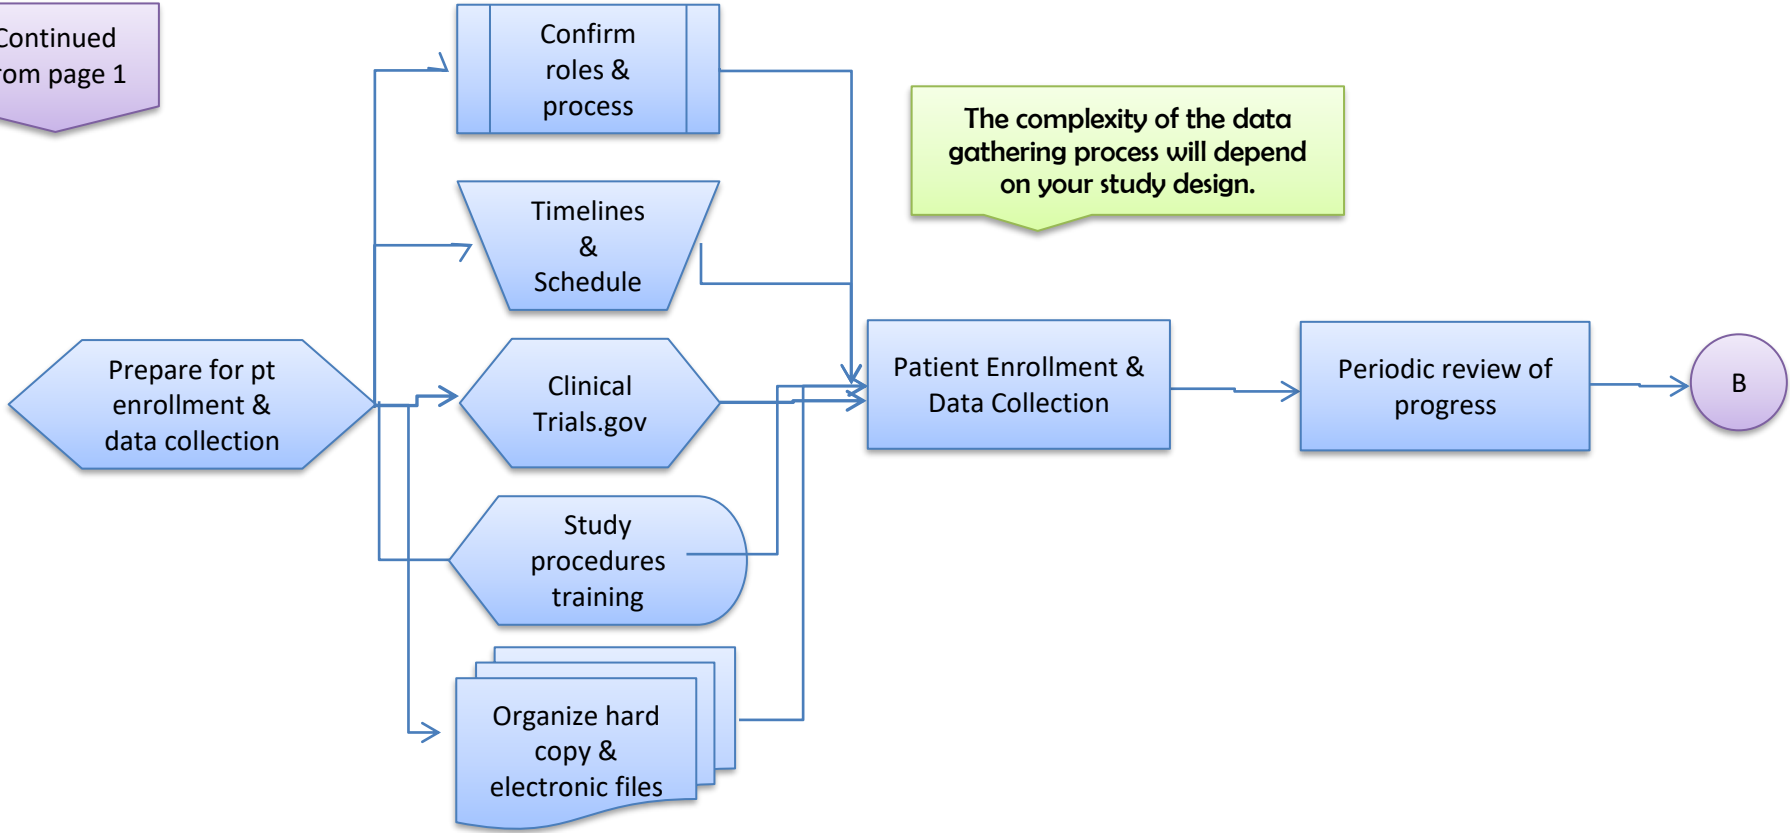 Continued
from page 1
Confirm
roles &
process
The complexity of the data
gathering process will depend
on your study design.
Timelines
&
Schedule
Prepare for pt
enrollment &
data collection
Clinical
Trials.gov
Patient Enrollment &
Data Collection
Periodic review of
progress
B
Study
procedures
training
Organize hard
copy &
electronic files